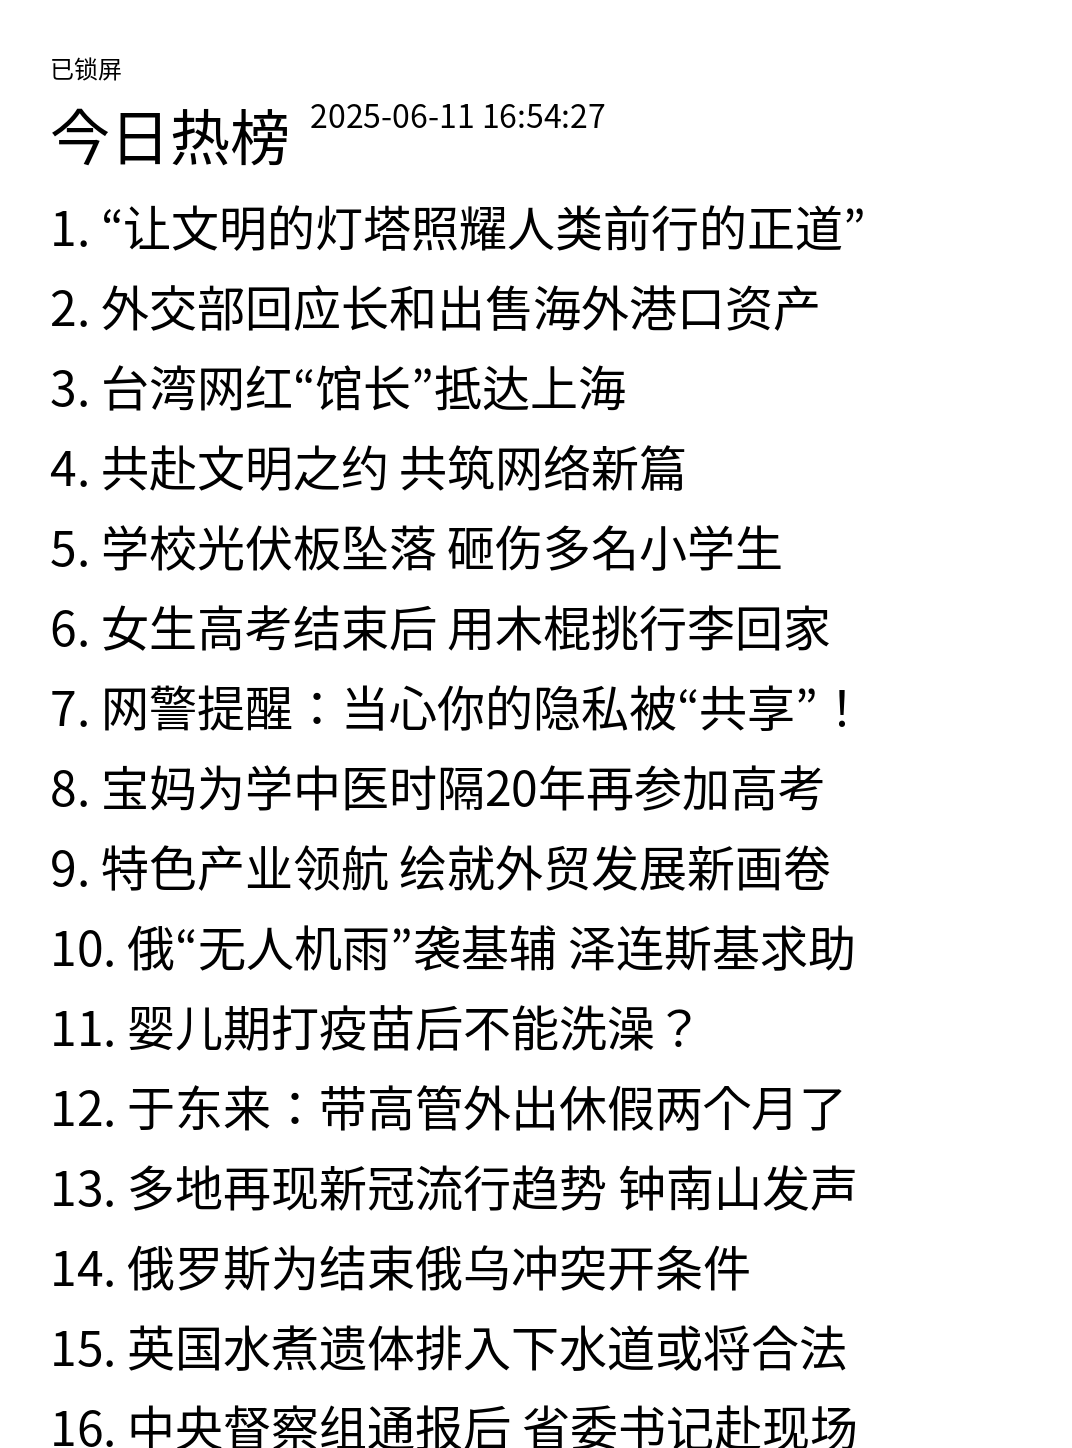 已锁屏
今日热榜 2025-06-11 16:54:27
1. “让文明的灯塔照耀人类前行的正道”
2. 外交部回应长和出售海外港口资产
3. 台湾网红“馆长”抵达上海
4. 共赴文明之约 共筑网络新篇
5. 学校光伏板坠落 砸伤多名小学生
6. 女生高考结束后 用木棍挑行李回家
7. 网警提醒：当心你的隐私被“共享”！
8. 宝妈为学中医时隔20年再参加高考
9. 特色产业领航 绘就外贸发展新画卷
10. 俄“无人机雨”袭基辅 泽连斯基求助
11. 婴儿期打疫苗后不能洗澡？
12. 于东来：带高管外出休假两个月了
13. 多地再现新冠流行趋势 钟南山发声
14. 俄罗斯为结束俄乌冲突开条件
15. 英国水煮遗体排入下水道或将合法
16. 中央督察组通报后 省委书记赴现场